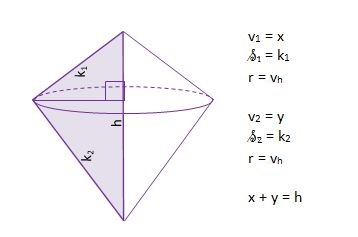 k₁
k₂
h
v₁ = x
𝒮₁ = k₁
r = vₕ
v₂ = y
𝒮₂ = k₂
r = vₕ
x + y = h